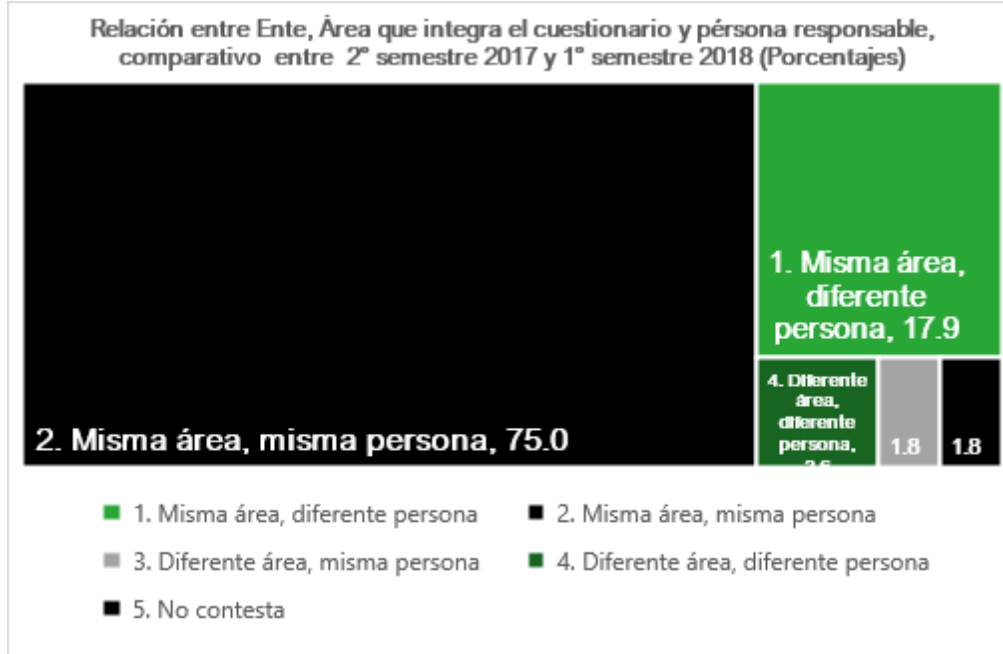 Relación entre Ente, Área que integra el cuestionario y pérsona responsable,
comparativo entre 2° semestre 2017 y 1° semestre 2018 (Porcentajes)
1. Misma área,
diferente
persona, 17.9
2. Misma área, misma persona, 75.0
4. Diferente
área,
diferente
persona,
1.8
1.8
1. Misma área, diferente persona
2. Misma área, misma persona
3. Diferente área, misma persona
4. Diferente área, diferente persona
5. No contesta